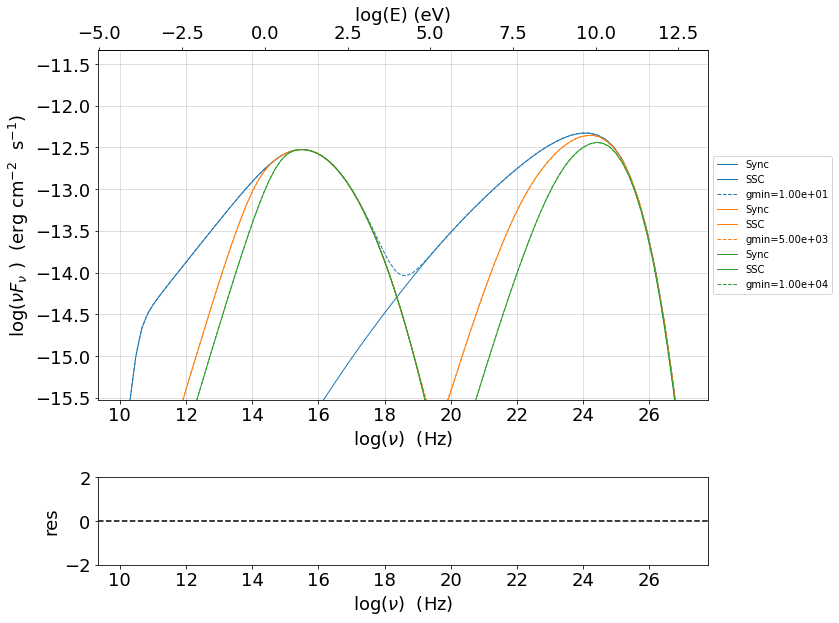 log(E) (eV)
−5.0 −2.5 0.0 2.5 5.0 7.5 10.0 12.5
−11.5
−12.0
−12.5
−13.0
−13.5
−14.0
−14.5
−15.0
−15.5
log(νFν ) (erg cm⁻² s⁻¹)
10 12 14 16 18 20 22 24 26
log(ν) (Hz)
Sync
SSC
gmin=1.00e+01
Sync
SSC
gmin=5.00e+03
Sync
SSC
gmin=1.00e+04
2
0
−2
res
10 12 14 16 18 20 22 24 26
log(ν) (Hz)